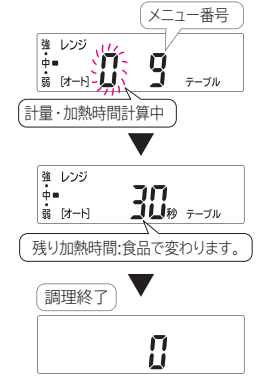 メニュー番号
強 レンジ
中
弱 [オート] 0 9 テーブル
計量・加熱時間計算中
強 レンジ
中
弱 [オート] 30秒 テーブル
残り加熱時間:食品で変わります。
調理終了
0